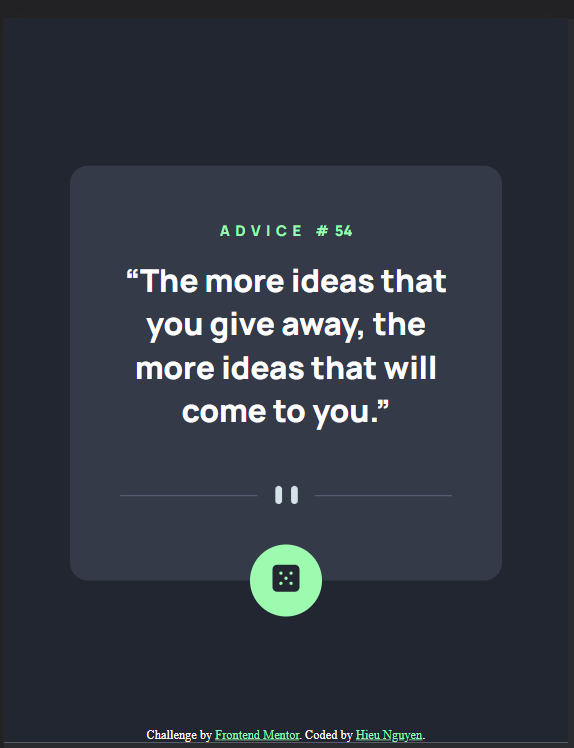 ADVICE # 54
“The more ideas that
you give away, the
more ideas that will
come to you.”
Challenge by Frontend Mentor. Coded by Hieu Nguyen.